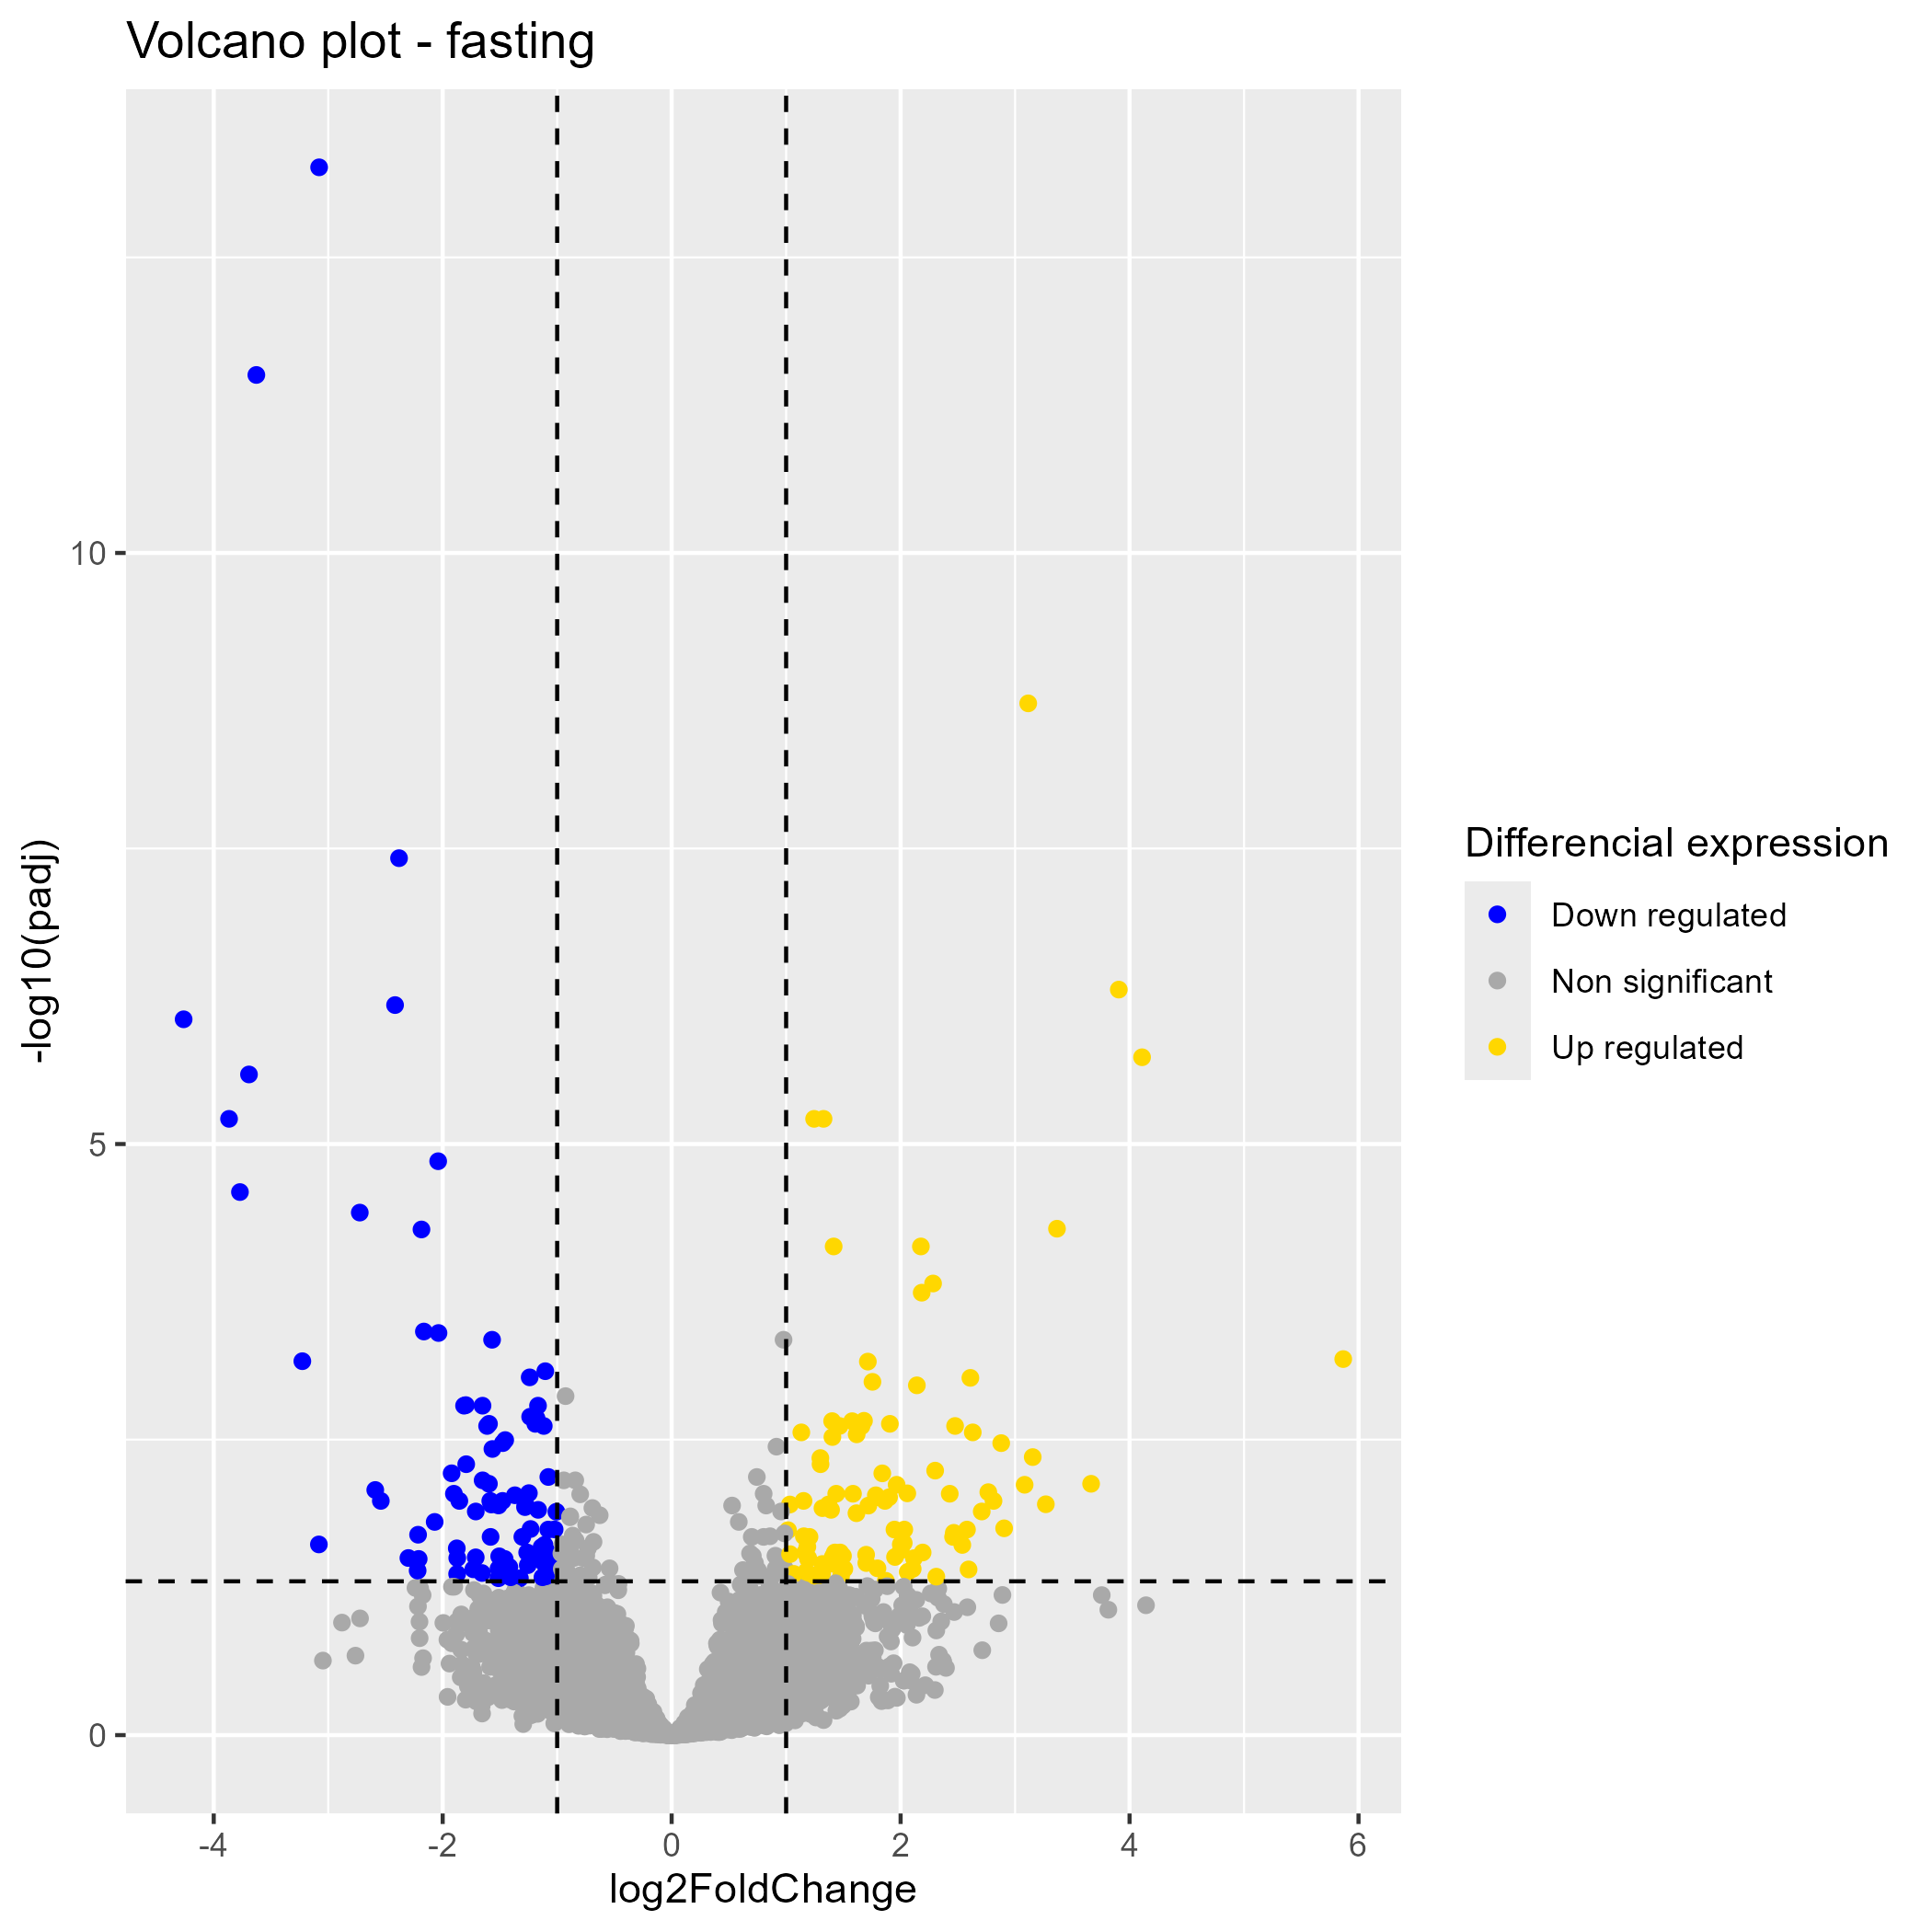 Volcano plot - fasting
-log10(padj)
10
5
0
-4
-2
0
2
4
6
log2FoldChange
Differencial expression
Down regulated
Non significant
Up regulated